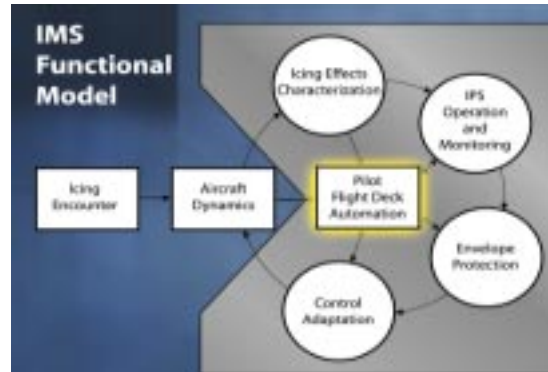 IMS
Functional
Model
Icing Effects
Characterization
IPS
Operation
and
Monitoring
Icing
Encounter
Aircraft
Dynamics
Pilot
Flight Deck
Automation
Envelope
Protection
Control
Adaptation